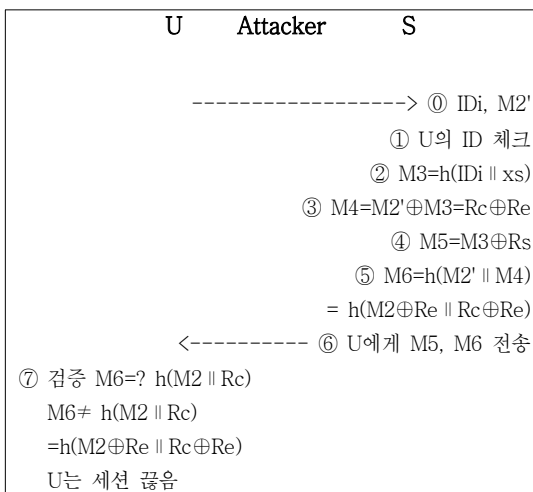 U Attacker S
------------------> ⓪ IDi, M2'
① U의 ID 체크
② M3=h(IDi∥xs)
③ M4=M2'⊕M3=Rc⊕Re
④ M5=M3⊕Rs
⑤ M6=h(M2'∥M4)
= h(M2⊕Re∥Rc⊕Re)
<---------- ⑥ U에게 M5, M6 전송
⑦ 검증 M6=? h(M2∥Rc)
M6≠ h(M2∥Rc)
=h(M2⊕Re∥Rc⊕Re)
U는 세션 끊음